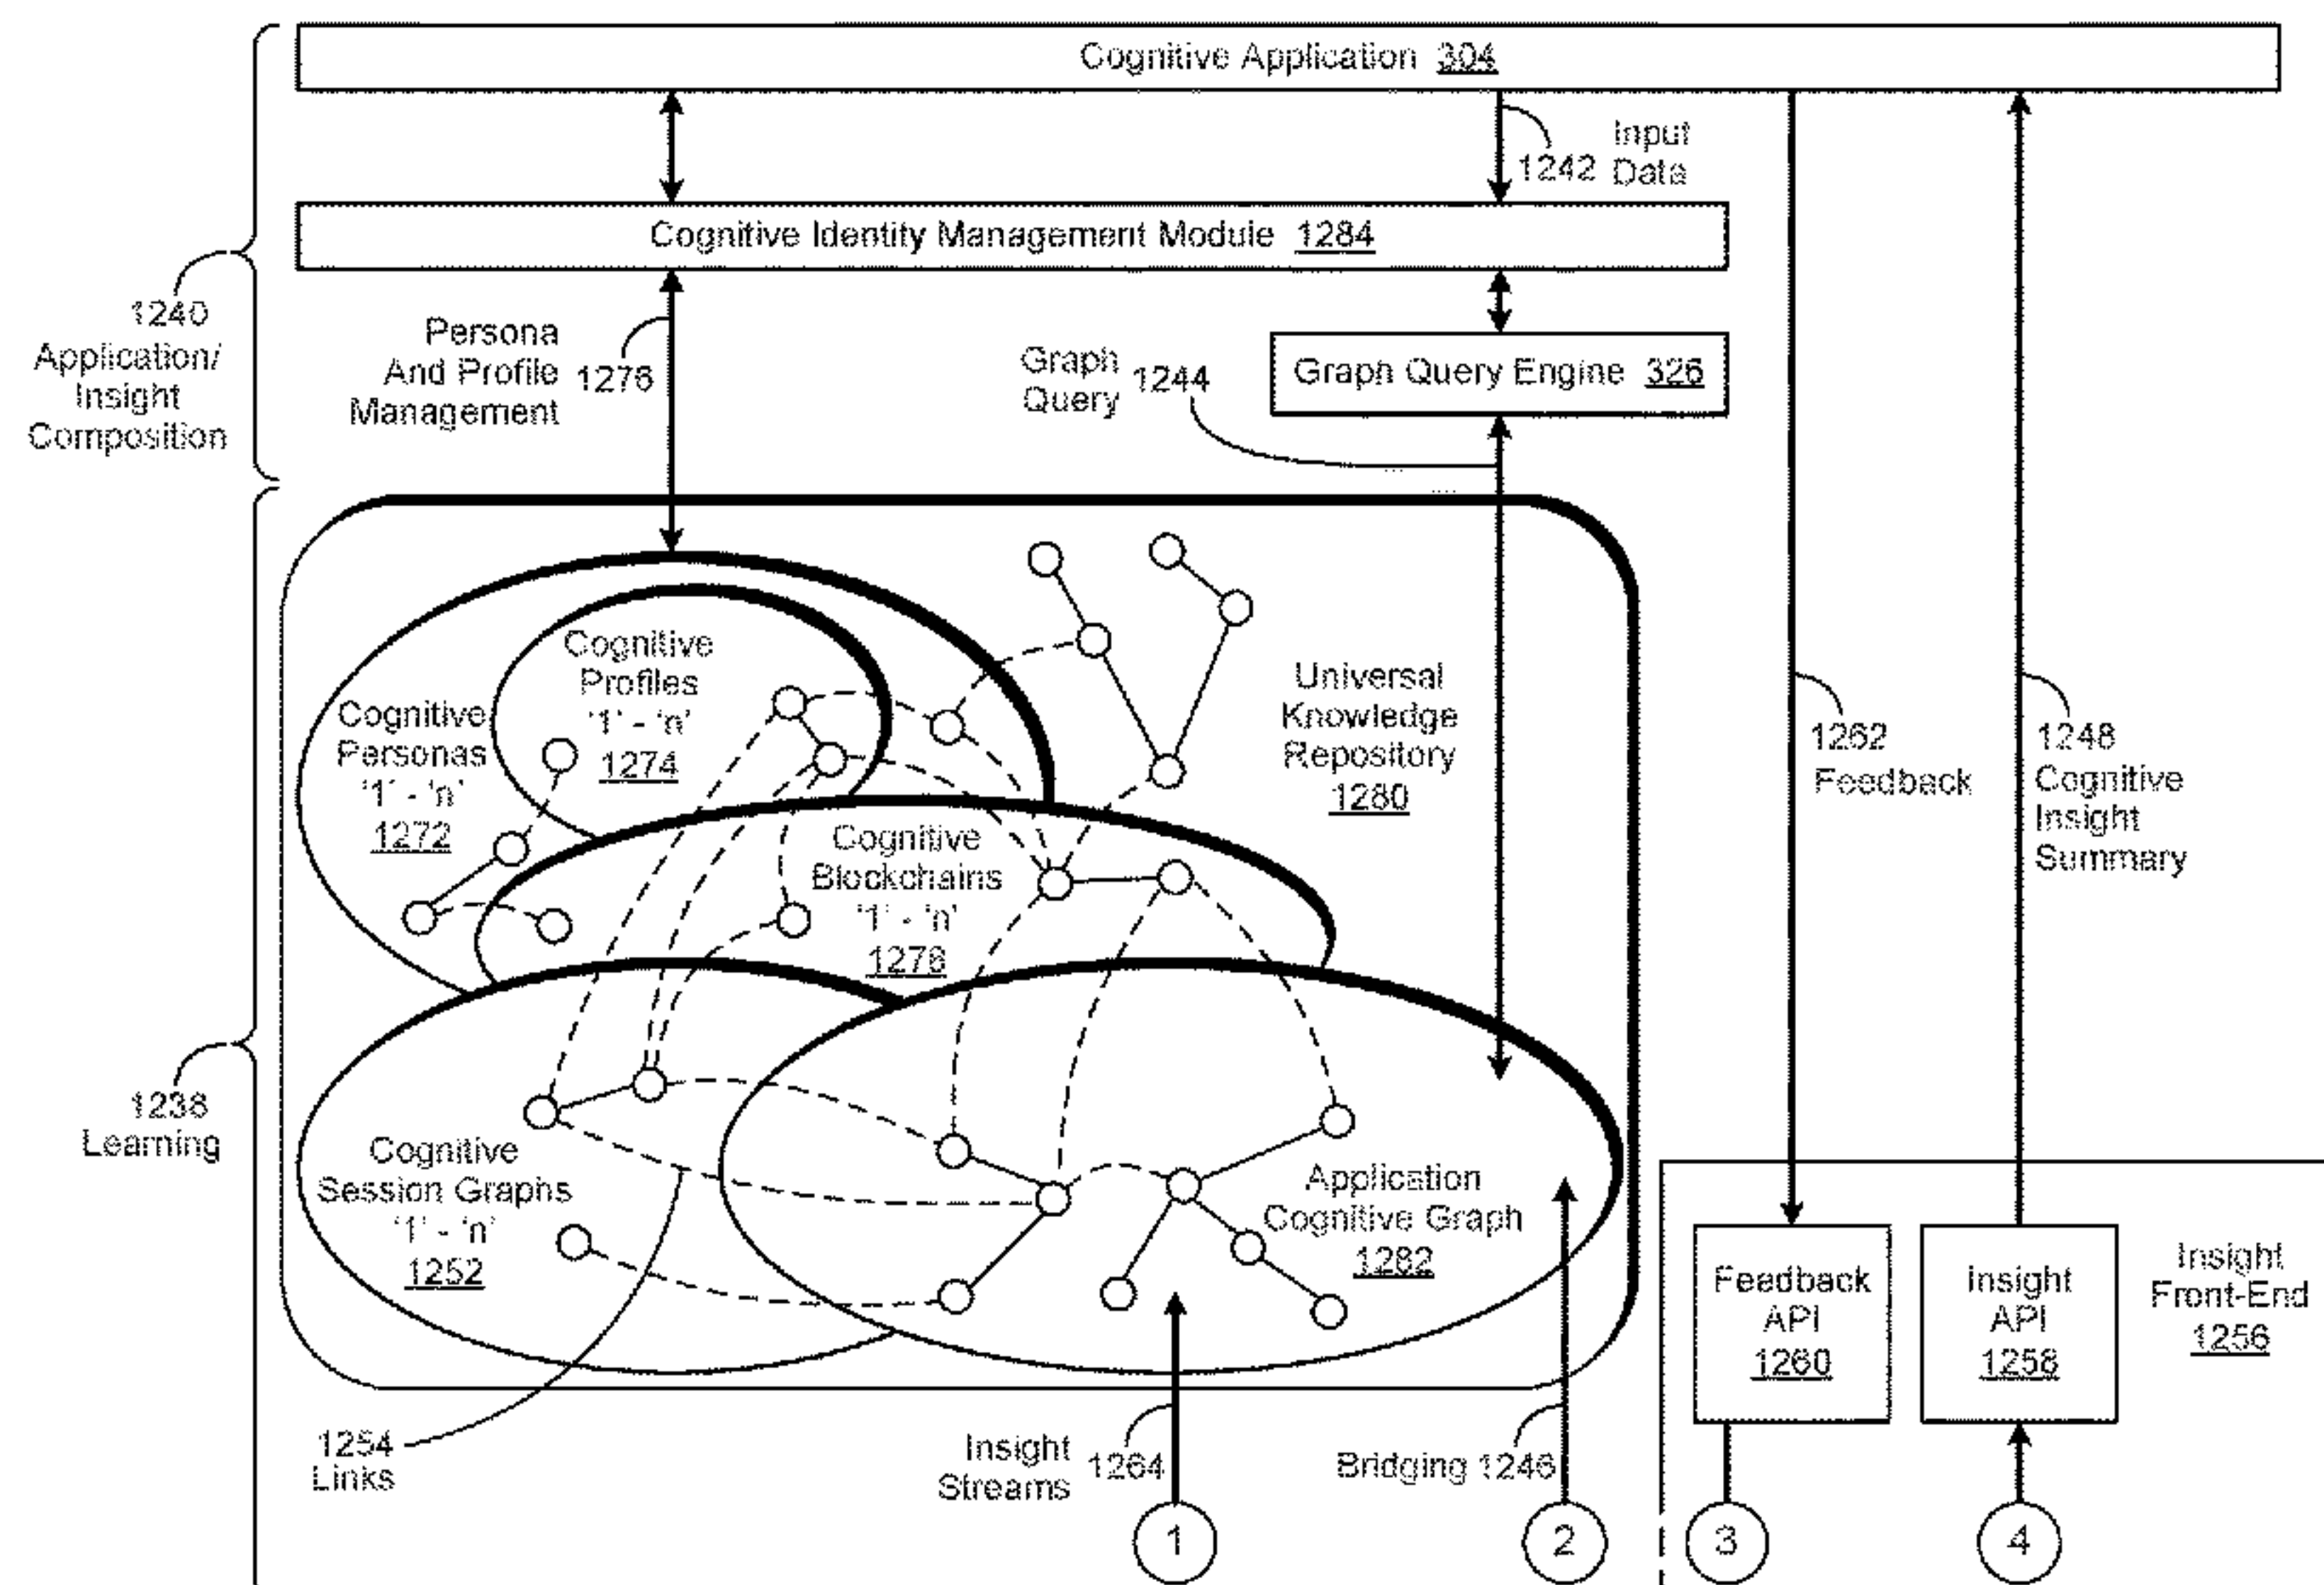 Cognitive Application 304
Input
Data
1242
Cognitive Identity Management Module 1284
1240
Application/
Insight
Composition
Persona
And Profile
Management
1276
Graph
Query
1244
Graph Query Engine 326
Cognitive
Profiles
'1' - 'n'
1274
Cognitive
Personas
'1' - 'n'
1272
Universal
Knowledge
Repository
1280
1262
Feedback
1248
Cognitive
Insight
Summary
Cognitive
Blockchains
'1' - 'n'
1278
1238
Learning
Cognitive
Session Graphs
'1' - 'n'
1252
Application
Cognitive Graph
1282
Feedback
API
1260
Insight
API
1258
Insight
Front-End
1256
1254
Links
Insight
Streams
1264
Bridging 1246
1
2
3
4